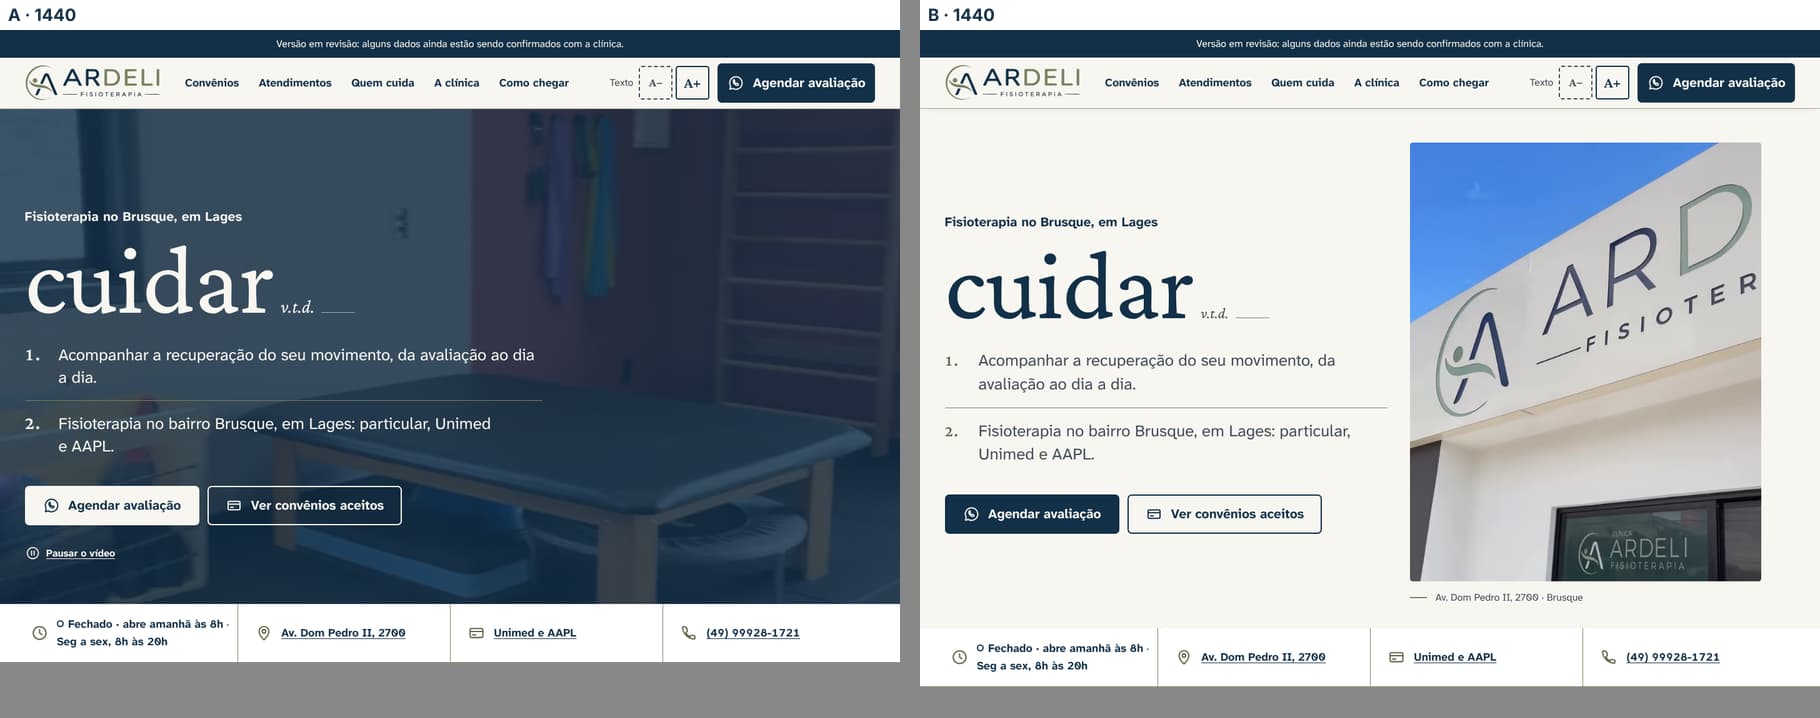 A · 1440
Versão em revisão: alguns dados ainda estão sendo confirmados com a clínica.
ARDELI
FISIOTERAPIA
Convênios
Atendimentos
Quem cuida
A clínica
Como chegar
Texto
A−
A+
Agendar avaliação
Fisioterapia no Brusque, em Lages
cuidar v.t.d.
1. Acompanhar a recuperação do seu movimento, da avaliação ao dia
a dia.
2. Fisioterapia no bairro Brusque, em Lages: particular, Unimed
e AAPL.
Agendar avaliação
Ver convênios aceitos
Pausar o vídeo
Fechado · abre amanhã às 8h ·
Seg a sex, 8h às 20h
Av. Dom Pedro II, 2700
Unimed e AAPL
(49) 99928-1721
B · 1440
Versão em revisão: alguns dados ainda estão sendo confirmados com a clínica.
ARDELI
FISIOTERAPIA
Convênios
Atendimentos
Quem cuida
A clínica
Como chegar
Texto
A−
A+
Agendar avaliação
Fisioterapia no Brusque, em Lages
cuidar v.t.d.
1. Acompanhar a recuperação do seu movimento, da
avaliação ao dia a dia.
2. Fisioterapia no bairro Brusque, em Lages: particular,
Unimed e AAPL.
Agendar avaliação
Ver convênios aceitos
ARD
FISIOTER
CLÍNICA
ARDELI
FISIOTERAPIA
Av. Dom Pedro II, 2700 · Brusque
Fechado · abre amanhã às 8h ·
Seg a sex, 8h às 20h
Av. Dom Pedro II, 2700
Unimed e AAPL
(49) 99928-1721